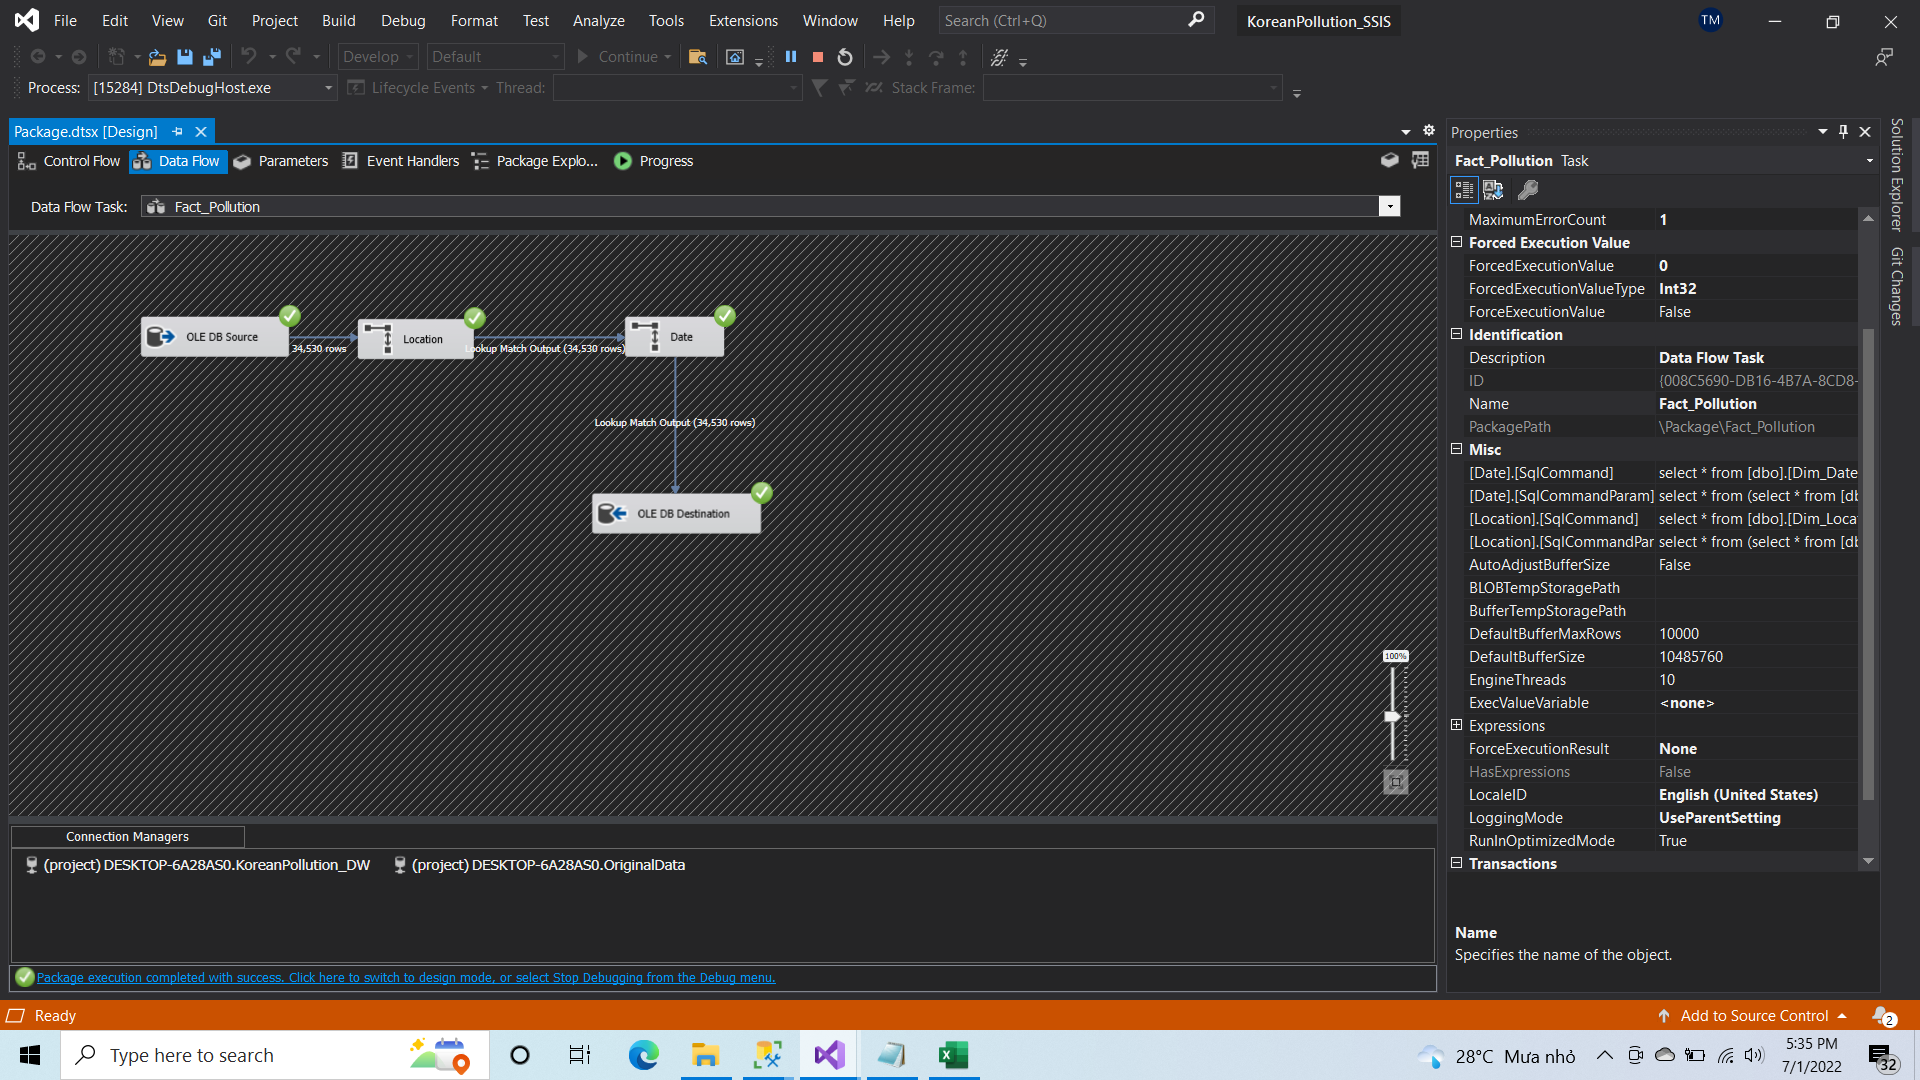 File Edit View Git Project Build Debug Format Test Analyze Tools Extensions Window Help Search (Ctrl+Q) KoreanPollution_SSIS TM
Develop Default Continue
Process: [15284] DtsDebugHost.exe Lifecycle Events Thread: Stack Frame:
Package.dtsx [Design]
Control Flow Data Flow Parameters Event Handlers Package Explo... Progress
Data Flow Task: Fact_Pollution
OLE DB Source
34,530 rows
Location
Lookup Match Output (34,530 rows)
Date
Lookup Match Output (34,530 rows)
OLE DB Destination
100%
Connection Managers
(project) DESKTOP-6A28AS0.KoreanPollution_DW (project) DESKTOP-6A28AS0.OriginalData
Package execution completed with success. Click here to switch to design mode, or select Stop Debugging from the Debug menu.
Properties
Fact_Pollution Task
MaximumErrorCount 1
Forced Execution Value
ForcedExecutionValue 0
ForcedExecutionValueType Int32
ForceExecutionValue False
Identification
Description Data Flow Task
ID {008C5690-DB16-4B7A-8CD8-
Name Fact_Pollution
PackagePath \Package\Fact_Pollution
Misc
[Date].[SqlCommand] select * from [dbo].[Dim_Date
[Date].[SqlCommandParam] select * from (select * from [db
[Location].[SqlCommand] select * from [dbo].[Dim_Loca
[Location].[SqlCommandPar select * from (select * from [db
AutoAdjustBufferSize False
BLOBTempStoragePath
BufferTempStoragePath
DefaultBufferMaxRows 10000
DefaultBufferSize 10485760
EngineThreads 10
ExecValueVariable <none>
Expressions
ForceExecutionResult None
HasExpressions False
LocaleID English (United States)
LoggingMode UseParentSetting
RunInOptimizedMode True
Transactions
Name
Specifies the name of the object.
Solution Explorer
Git Changes
Ready Add to Source Control 2
Type here to search 28°C Mưa nhỏ 5:35 PM
7/1/2022 32